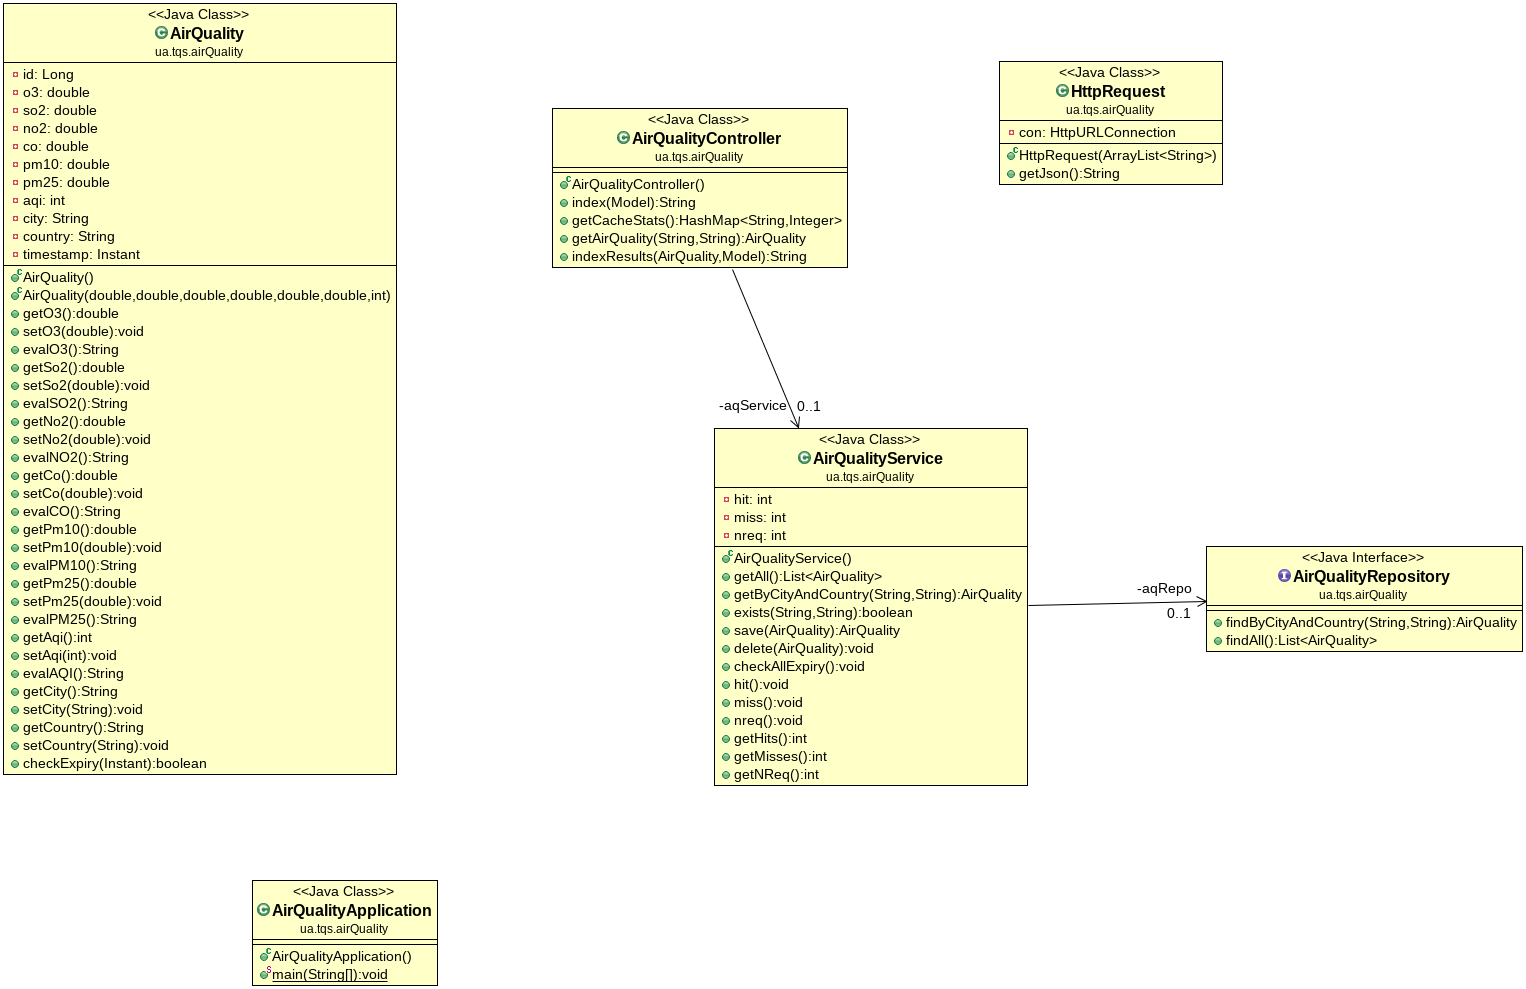 <<Java Class>>
AirQuality
ua.tqs.airQuality
id: Long
o3: double
so2: double
no2: double
co: double
pm10: double
pm25: double
aqi: int
city: String
country: String
timestamp: Instant
AirQuality()
AirQuality(double,double,double,double,double,double,int)
getO3():double
setO3(double):void
evalO3():String
getSo2():double
setSo2(double):void
evalSO2():String
getNo2():double
setNo2(double):void
evalNO2():String
getCo():double
setCo(double):void
evalCO():String
getPm10():double
setPm10(double):void
evalPM10():String
getPm25():double
setPm25(double):void
evalPM25():String
getAqi():int
setAqi(int):void
evalAQI():String
getCity():String
setCity(String):void
getCountry():String
setCountry(String):void
checkExpiry(Instant):boolean
<<Java Class>>
AirQualityController
ua.tqs.airQuality
AirQualityController()
index(Model):String
getCacheStats():HashMap<String,Integer>
getAirQuality(String,String):AirQuality
indexResults(AirQuality,Model):String
<<Java Class>>
HttpRequest
ua.tqs.airQuality
con: HttpURLConnection
HttpRequest(ArrayList<String>)
getJson():String
-aqService 0..1
<<Java Class>>
AirQualityService
ua.tqs.airQuality
hit: int
miss: int
nreq: int
AirQualityService()
getAll():List<AirQuality>
getByCityAndCountry(String,String):AirQuality
exists(String,String):boolean
save(AirQuality):AirQuality
delete(AirQuality):void
checkAllExpiry():void
hit():void
miss():void
nreq():void
getHits():int
getMisses():int
getNReq():int
-aqRepo
0..1
<<Java Interface>>
AirQualityRepository
ua.tqs.airQuality
findByCityAndCountry(String,String):AirQuality
findAll():List<AirQuality>
<<Java Class>>
AirQualityApplication
ua.tqs.airQuality
AirQualityApplication()
main(String[]):void